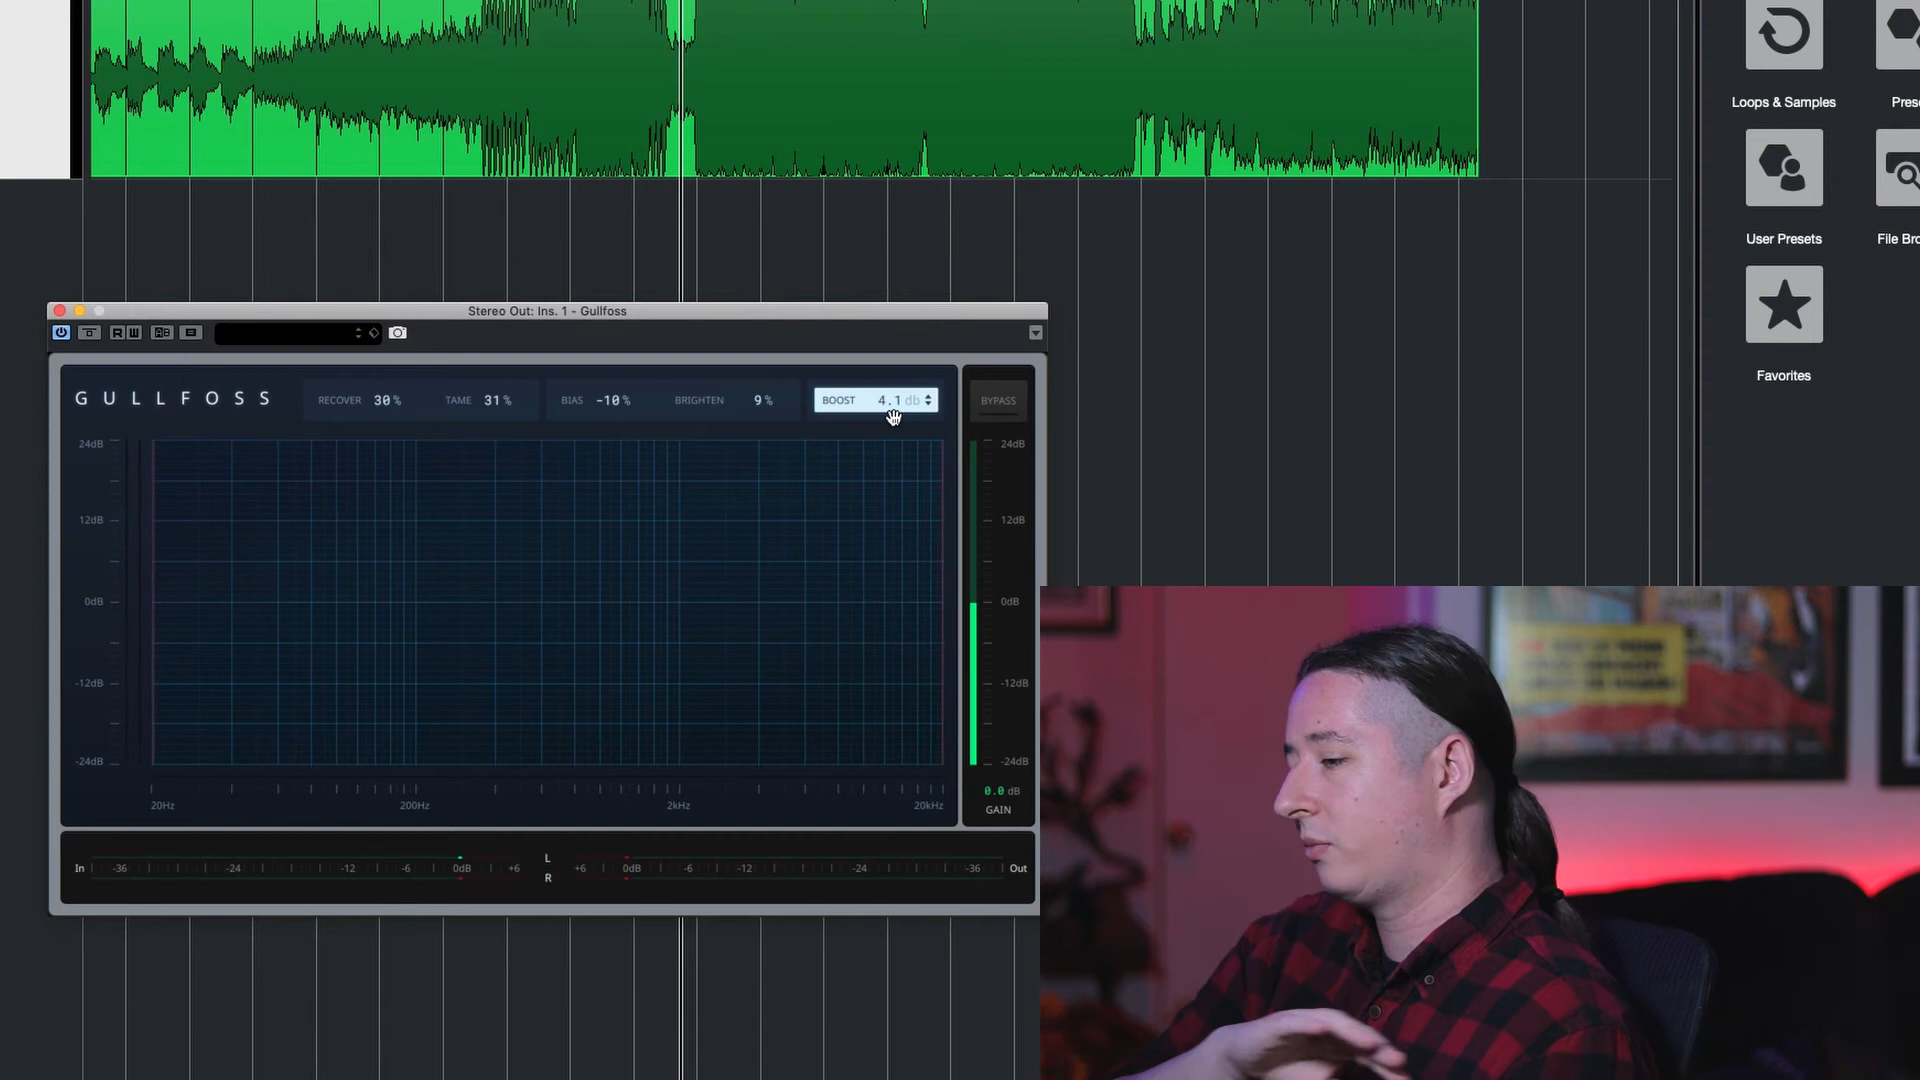 Loops & Samples
Prese
User Presets
File Bro
Favorites
Stereo Out: Ins. 1 - Gullfoss
R W
GULLFOSS
RECOVER 30 % TAME 31 % BIAS -10 % BRIGHTEN 9 % BOOST 4.1 db BYPASS
24dB 24dB
12dB 12dB
0dB 0dB
-12dB -12dB
-24dB -24dB
0.0 dB
20Hz 200Hz 2kHz 20kHz GAIN
L
In -36 -24 -12 -6 0dB +6 +6 0dB -6 -12 -24 -36 Out
R